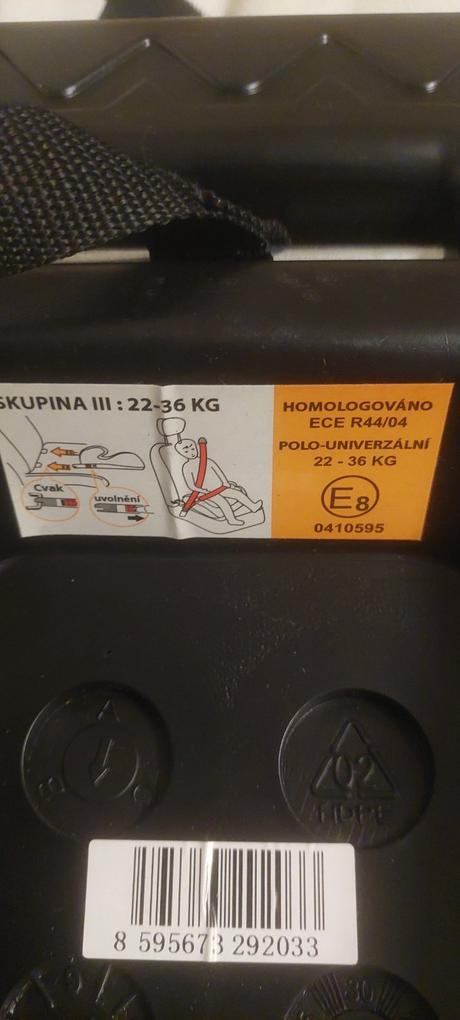 SKUPINA III : 22-36 KG
Cvak
uvolnění
HOMOLOGOVÁNO
ECE R44/04
POLO-UNIVERZÁLNÍ
22 - 36 KG
E8
0410595
A
B
C
02
HDPE
8 595673 292033
30